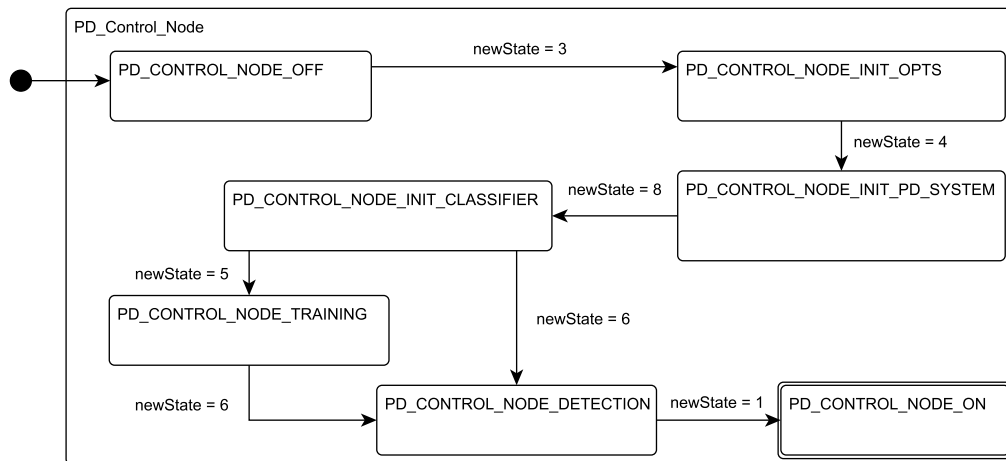 PD_Control_Node
PD_CONTROL_NODE_OFF
newState = 3
PD_CONTROL_NODE_INIT_OPTS
newState = 4
PD_CONTROL_NODE_INIT_PD_SYSTEM
newState = 8
PD_CONTROL_NODE_INIT_CLASSIFIER
newState = 5
PD_CONTROL_NODE_TRAINING
newState = 6
newState = 6
PD_CONTROL_NODE_DETECTION
newState = 1
PD_CONTROL_NODE_ON